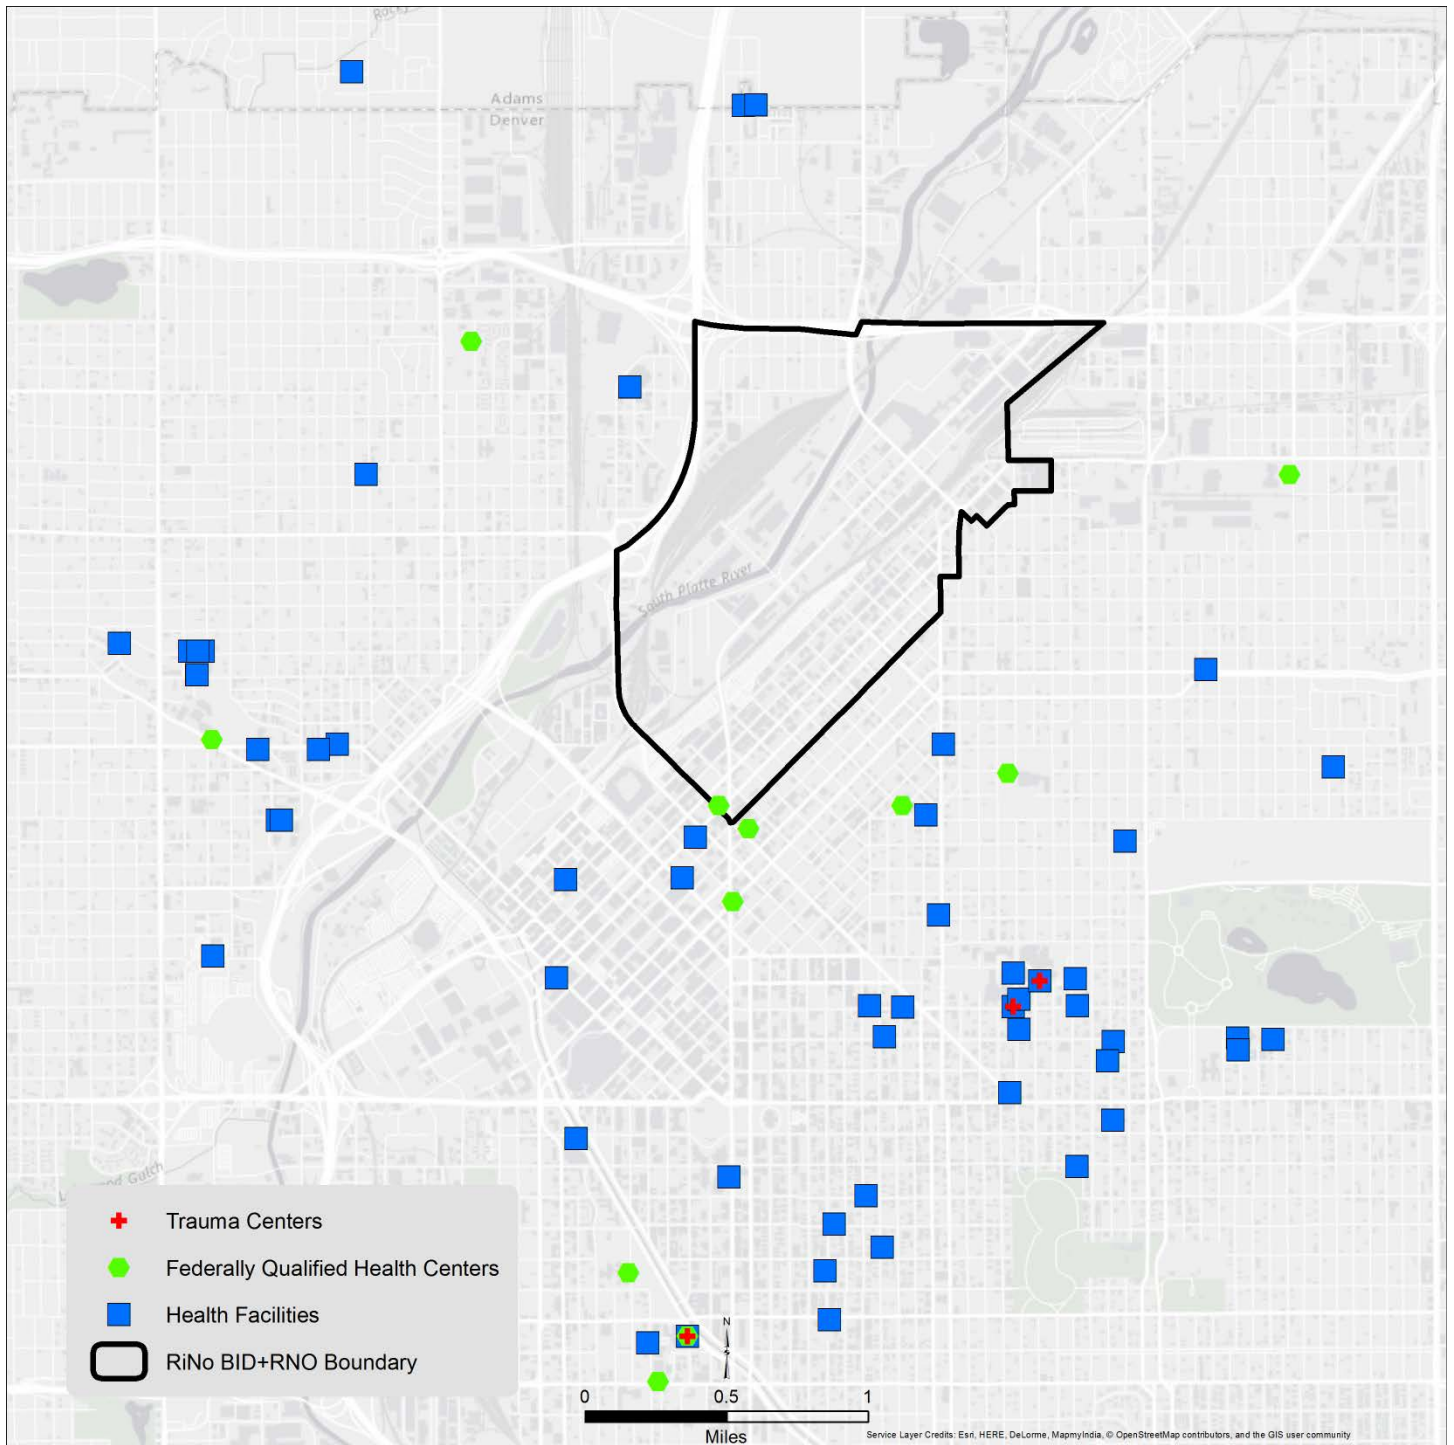 Adams
Denver
South Platte River
Gulch
Trauma Centers
Federally Qualified Health Centers
Health Facilities
RiNo BID+RNO Boundary
N
0 0.5 1
Miles
Service Layer Credits: Esri, HERE, DeLorme, MapmyIndia, © OpenStreetMap contributors, and the GIS user community